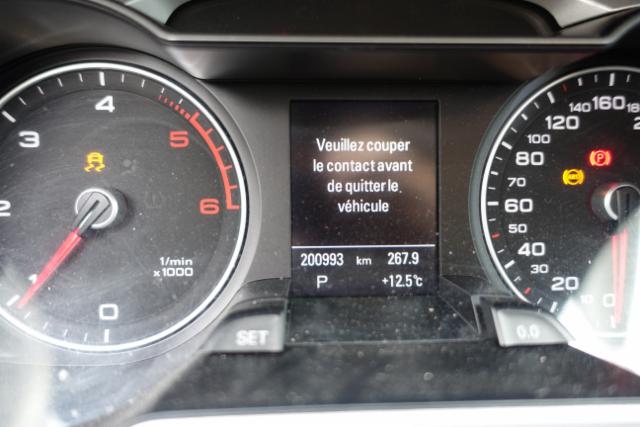 Veuillez couper
le contact avant
de quitter le
véhicule
200993 km 267.9
P +12.5°C
1
2
3
4
5
6
0
1/min
x1000
SET
0
20
30
40
50
60
70
80
100
120
140
160
0.0
(P)